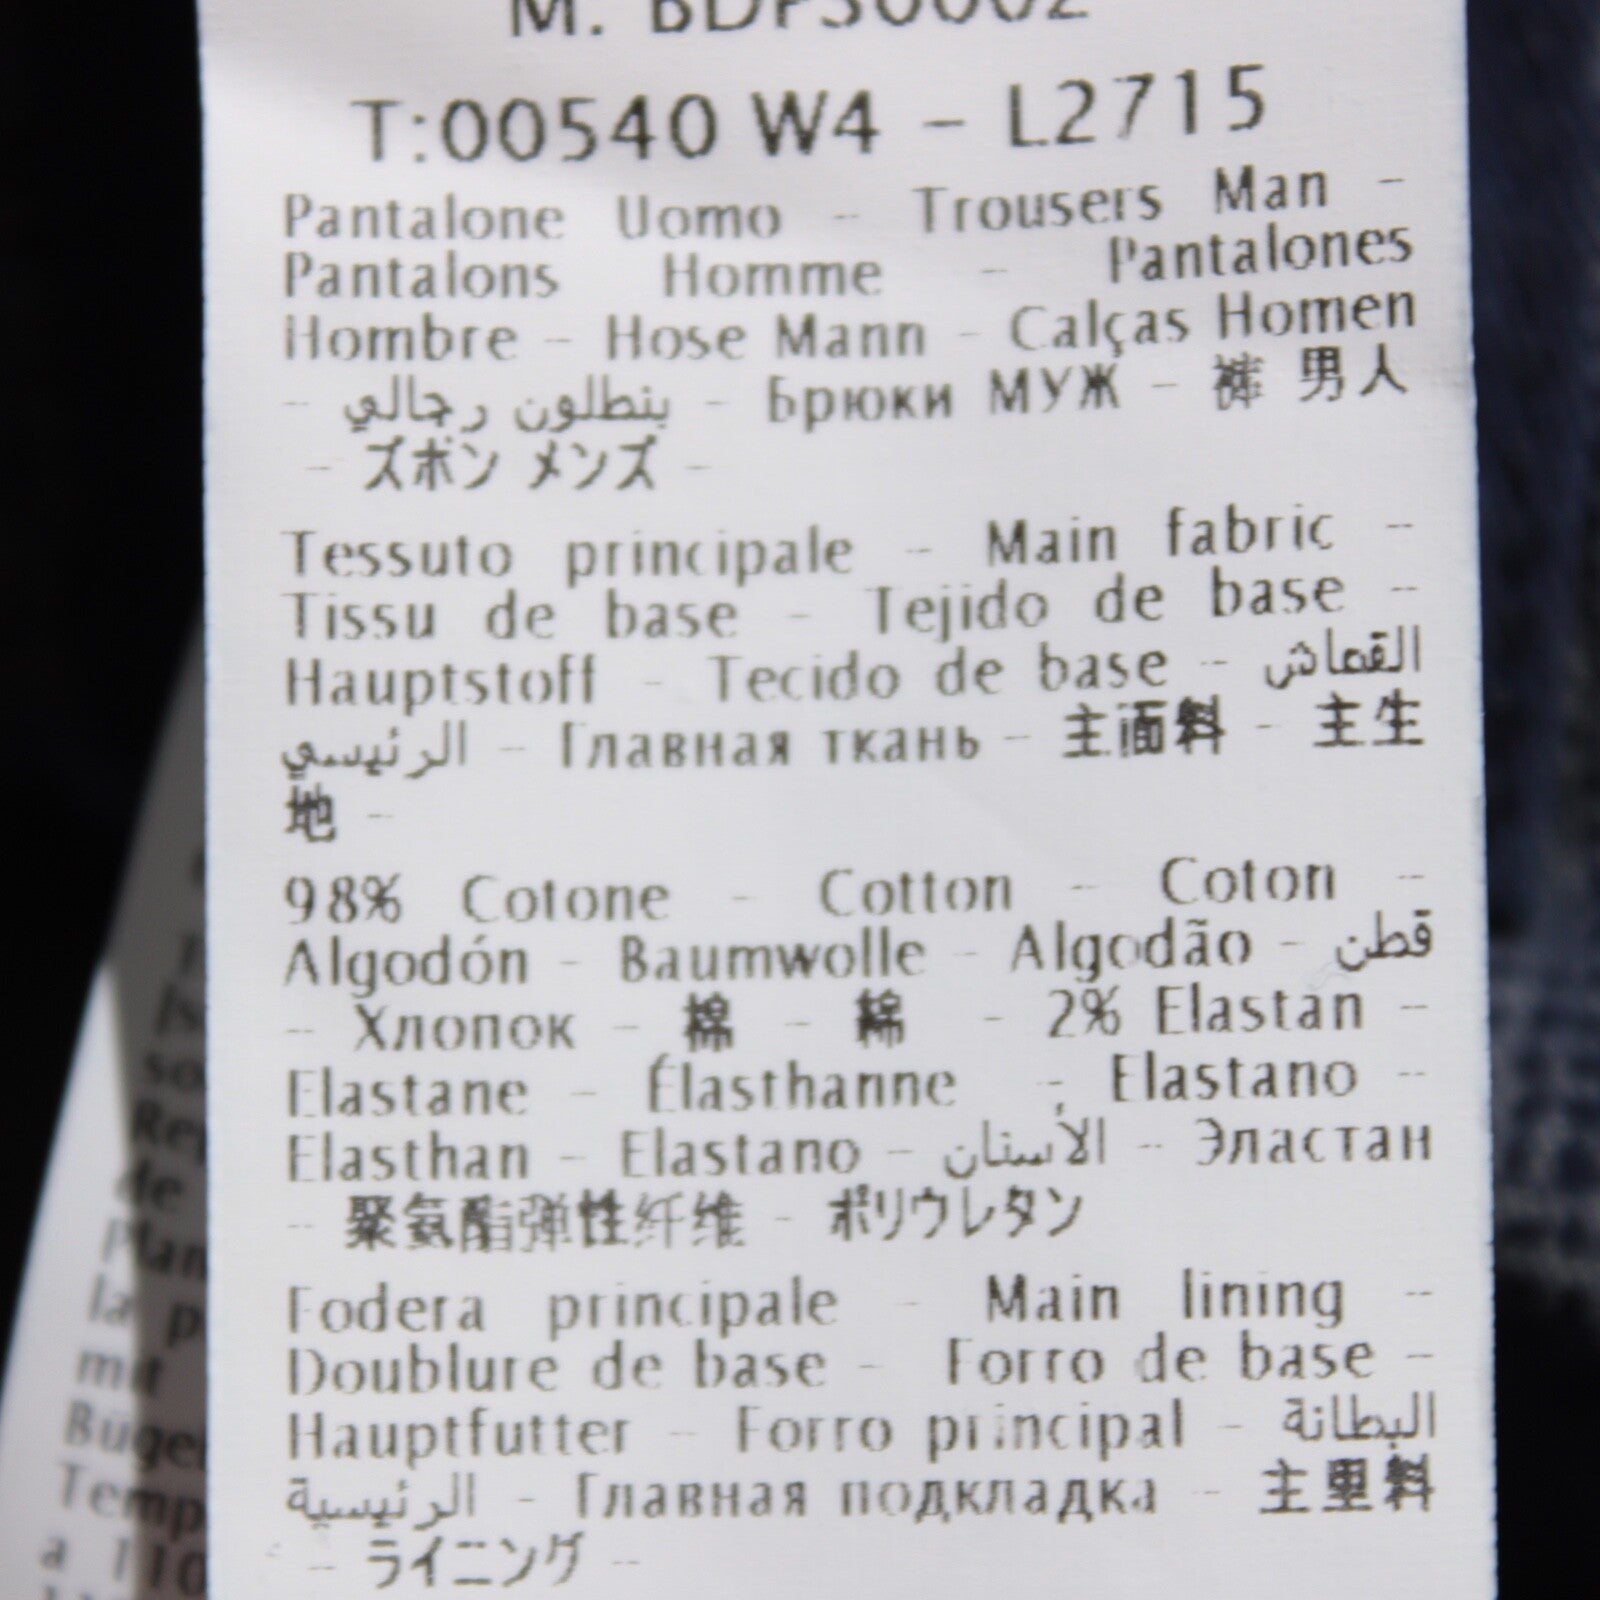 T:00540 W4 - L2715
Pantalone Uomo - Trousers Man -
Pantalons Homme - Pantalones
Hombre - Hose Mann - Calças Homen
- بنطلون رجالي - Брюки МУЖ - 裤 男人
- ズボン メンズ -
Tessuto principale - Main fabric -
Tissu de base - Tejido de base -
Hauptstoff - Tecido de base - القماش
الرئيسي - Главная ткань - 主面料 - 主生
地 -
98% Cotone - Cotton - Coton -
Algodón - Baumwolle - Algodão - قطن
- Хлопок - 棉 - 綿 - 2% Elastan -
Elastane - Élasthanne - Elastano -
Elasthan - Elastano - الأسنان - Эластан
- 聚氨酯弹性纤维 - ポリウレタン
Fodera principale - Main lining -
Doublure de base - Forro de base -
Hauptfutter - Forro principal - البطانة
الرئيسية - Главная подкладка - 主里料
- ライニング -
de
la p
mit
a 110